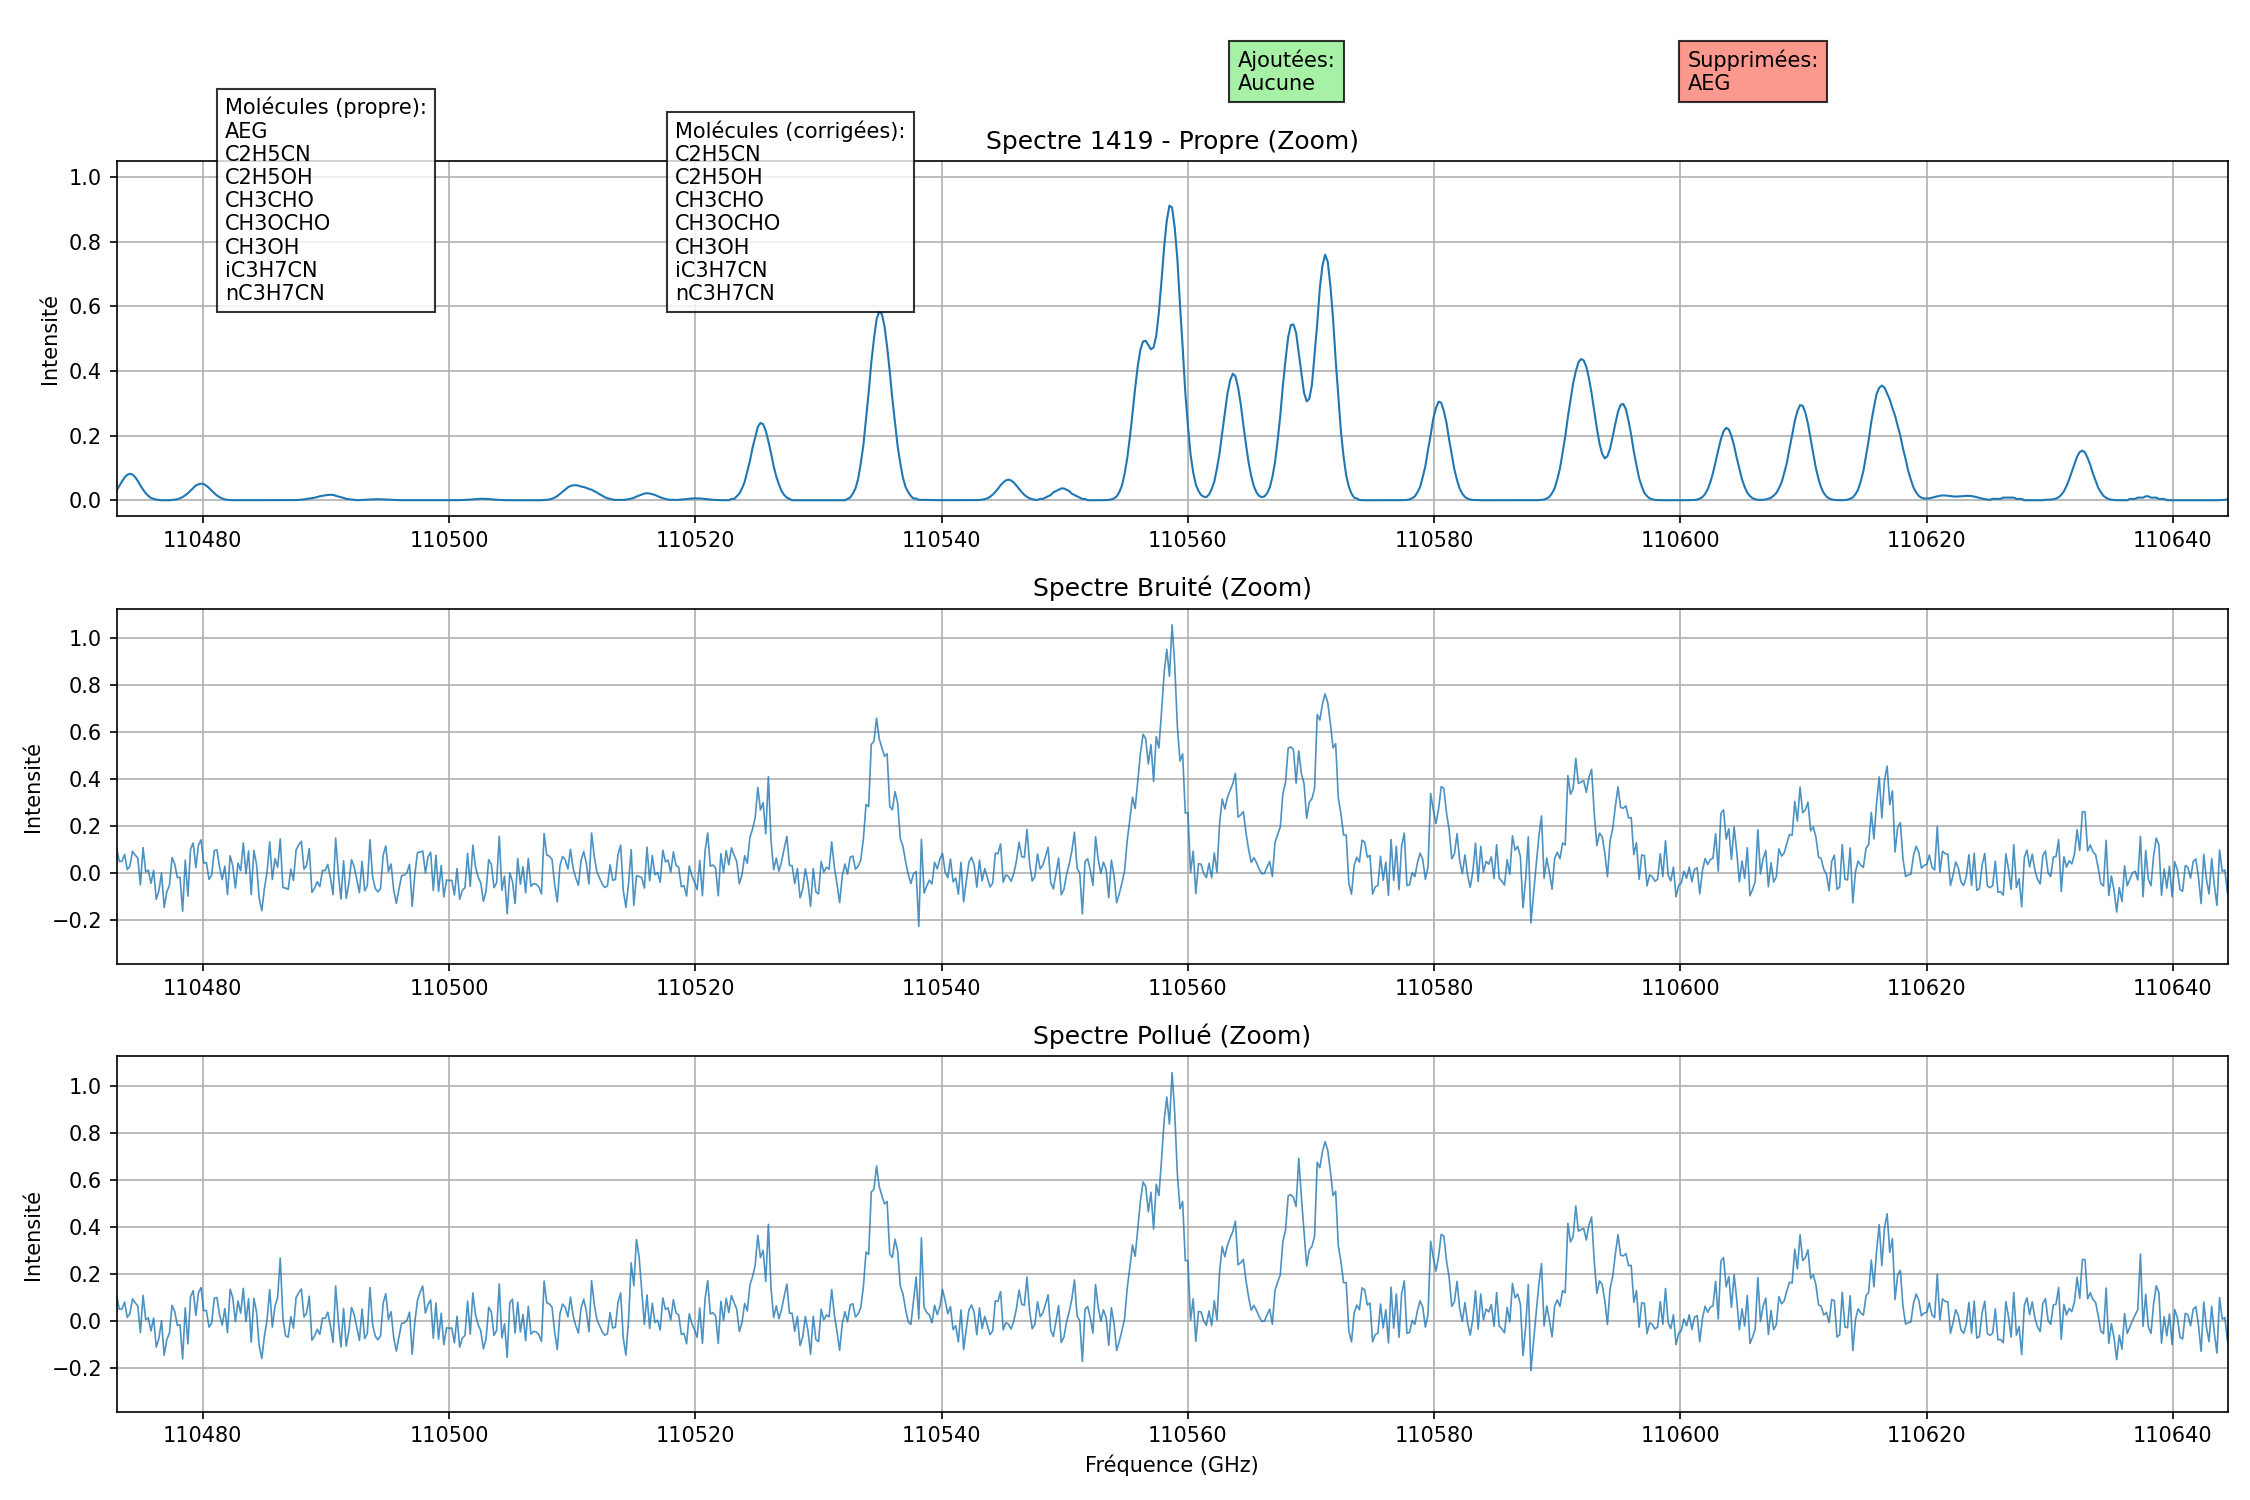 Ajoutées:
Aucune
Supprimées:
AEG
Molécules (propre):
AEG
C2H5CN
C2H5OH
CH3CHO
CH3OCHO
CH3OH
iC3H7CN
nC3H7CN
Molécules (corrigées):
C2H5CN
C2H5OH
CH3CHO
CH3OCHO
CH3OH
iC3H7CN
nC3H7CN
Spectre 1419 - Propre (Zoom)
Intensité
1.0
0.8
0.6
0.4
0.2
0.0
110480 110500 110520 110540 110560 110580 110600 110620 110640
Spectre Bruité (Zoom)
Intensité
1.0
0.8
0.6
0.4
0.2
0.0
−0.2
110480 110500 110520 110540 110560 110580 110600 110620 110640
Spectre Pollué (Zoom)
Intensité
1.0
0.8
0.6
0.4
0.2
0.0
−0.2
110480 110500 110520 110540 110560 110580 110600 110620 110640
Fréquence (GHz)